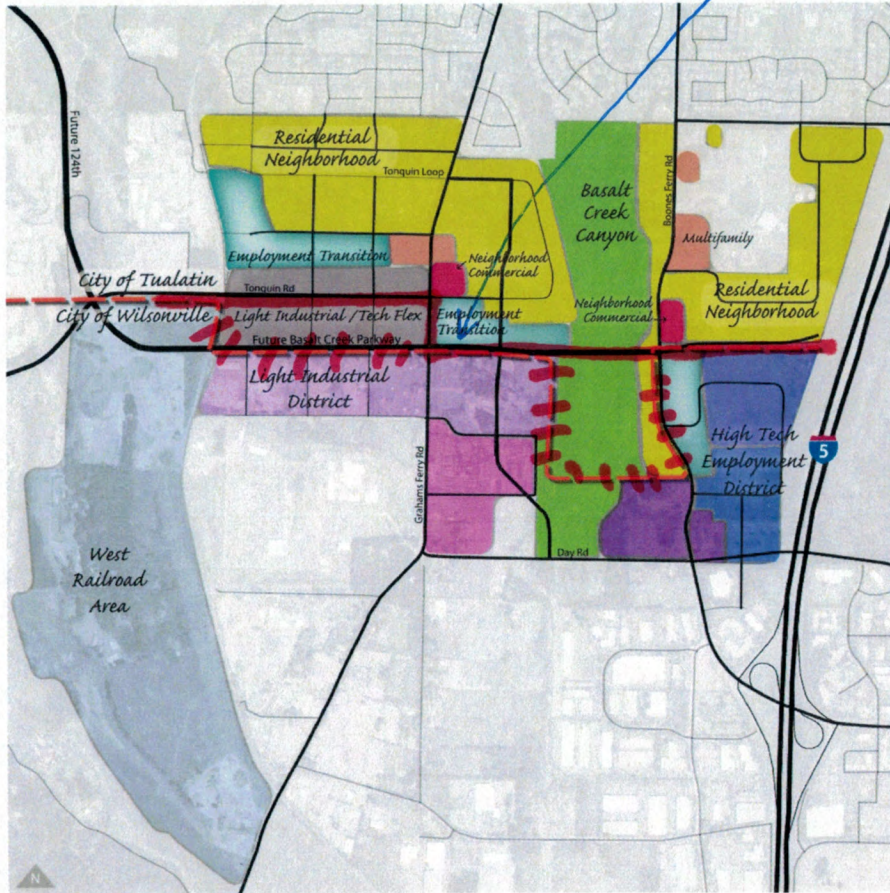 Future 124th
Residential
Neighborhood
Tonquin Loop
Basalt
Creek
Canyon
Boones Ferry Rd
Multifamily
Employment Transition
Neighborhood
Commercial
City of Tualatin
Tonquin Rd
Residential
Neighborhood
Neighborhood
Commercial
City of Wilsonville
Light Industrial / Tech Flex
Employment
Transition
Future Basalt Creek Parkway
Light Industrial
District
High Tech
Employment
District
5
Grahams Ferry Rd
West
Railroad
Area
Day Rd
N